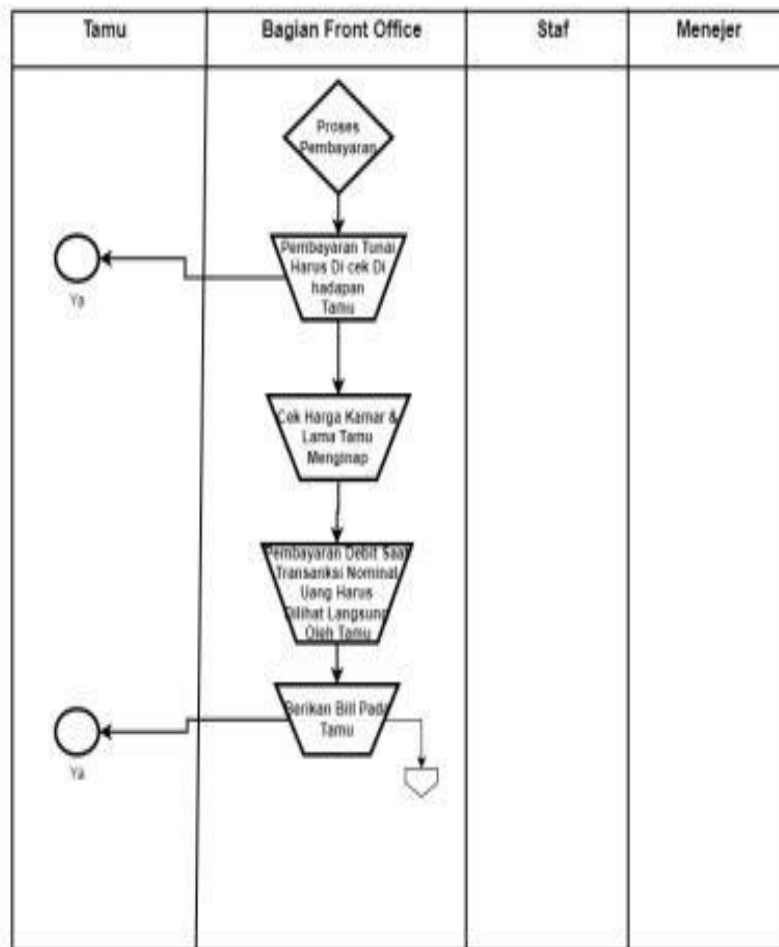 Tamu
Bagian Front Office
Staf
Menejer
Proses
Pembayaran
Pembayaran Tunai
Harus Di cek Di
hadapan
Tamu
Ya
Cek Harga Kamar &
Lama Tamu
Menginap
Pembayaran Debit Saat
Transanksi Nominal
Uang Harus
Dilihat Langsung
Oleh Tamu
Berikan Bill Pada
Tamu
Ya